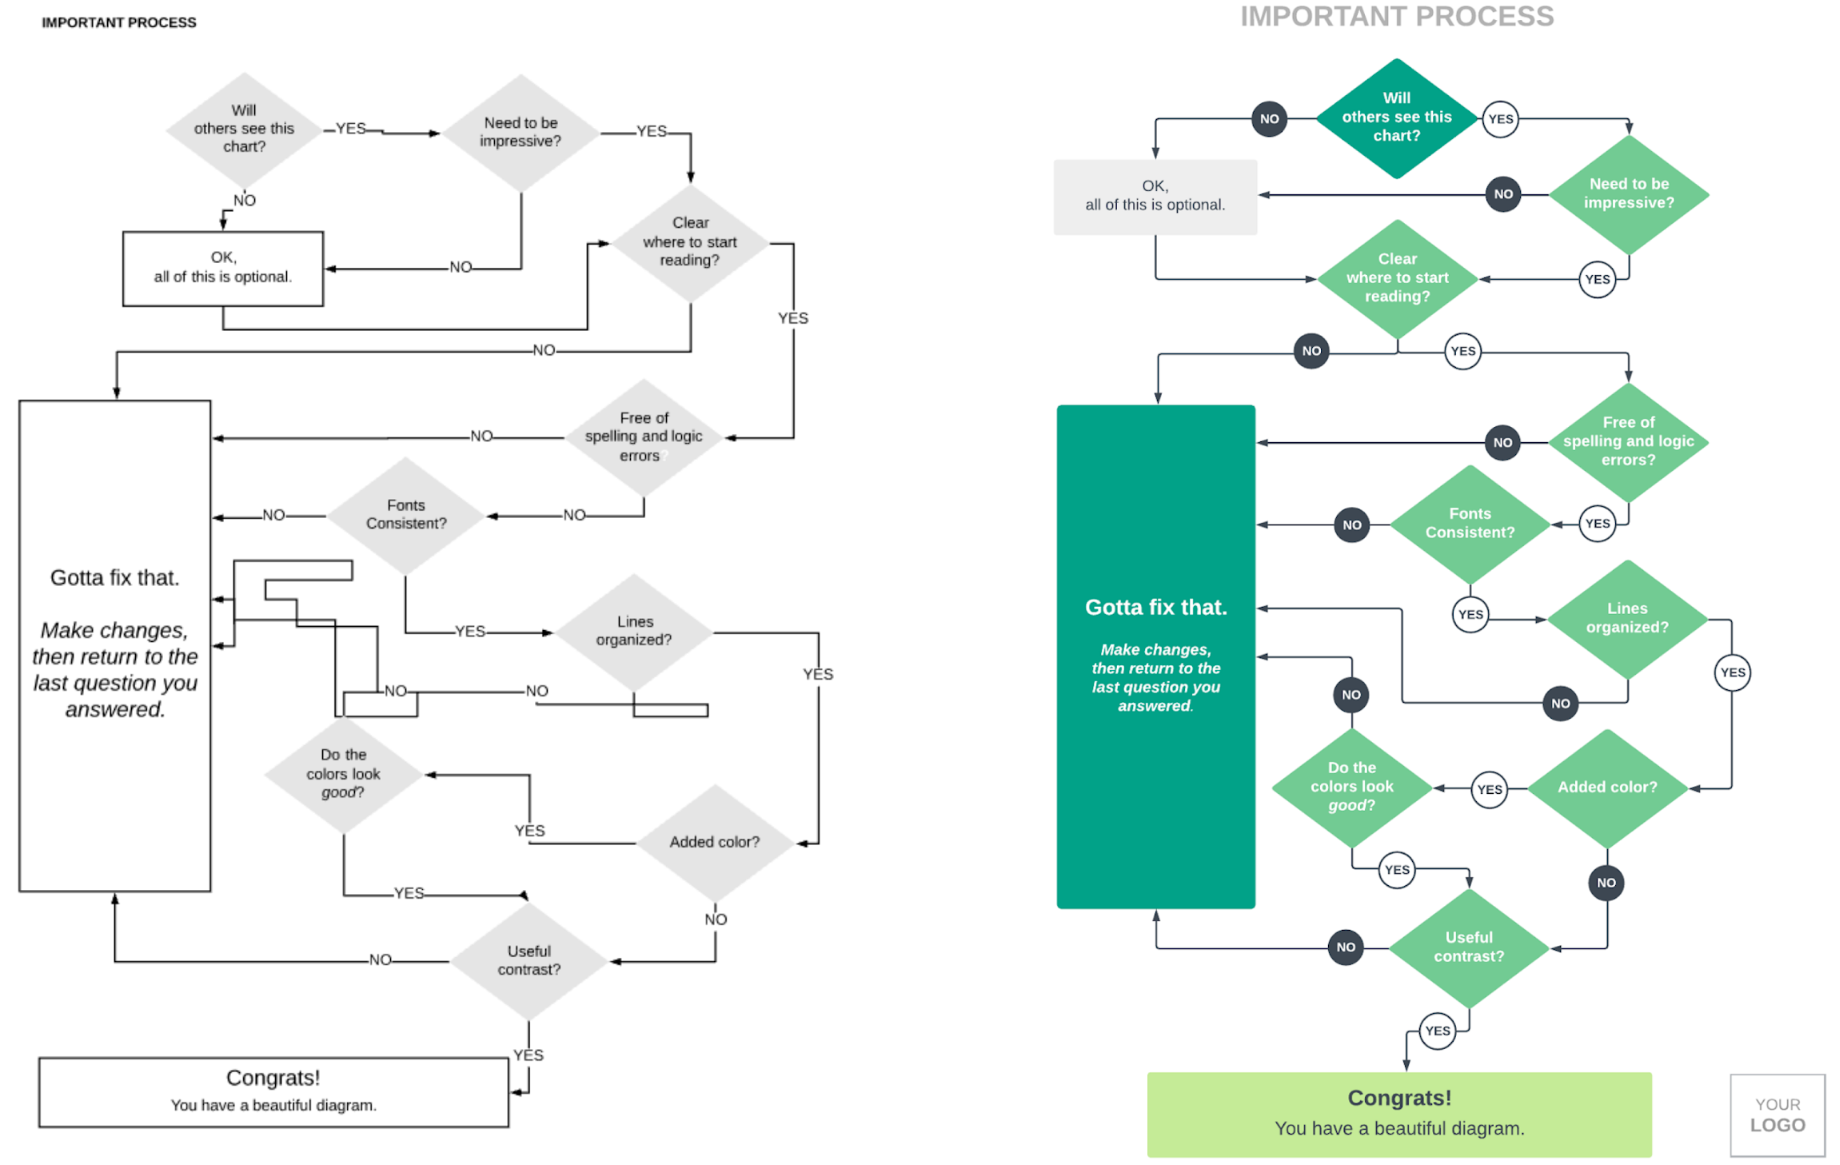 IMPORTANT PROCESS
Will
others see this
chart?
YES
Need to be
impressive?
YES
NO
OK,
all of this is optional.
NO
Clear
where to start
reading?
YES
NO
Free of
spelling and logic
errors?
NO
Fonts
Consistent?
NO
NO
Gotta fix that.
Make changes,
then return to the
last question you
answered.
YES
Lines
organized?
YES
NO
NO
Do the
colors look
good?
YES
Added color?
YES
NO
Useful
contrast?
NO
YES
Congrats!
You have a beautiful diagram.
IMPORTANT PROCESS
NO
Will
others see this
chart?
YES
OK,
all of this is optional.
NO
Need to be
impressive?
Clear
where to start
reading?
YES
NO
YES
NO
Free of
spelling and logic
errors?
NO
Fonts
Consistent?
YES
Gotta fix that.
Make changes,
then return to the
last question you
answered.
YES
Lines
organized?
YES
NO
NO
Do the
colors look
good?
YES
Added color?
YES
NO
NO
Useful
contrast?
YES
Congrats!
You have a beautiful diagram.
YOUR
LOGO